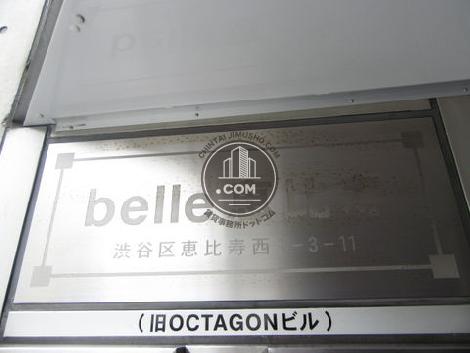 CHINTAI JIMUSHO.COM
.COM
賃貸事務所ドットコム
belle
渋谷区恵比寿西 -3-11
(旧OCTAGONビル)